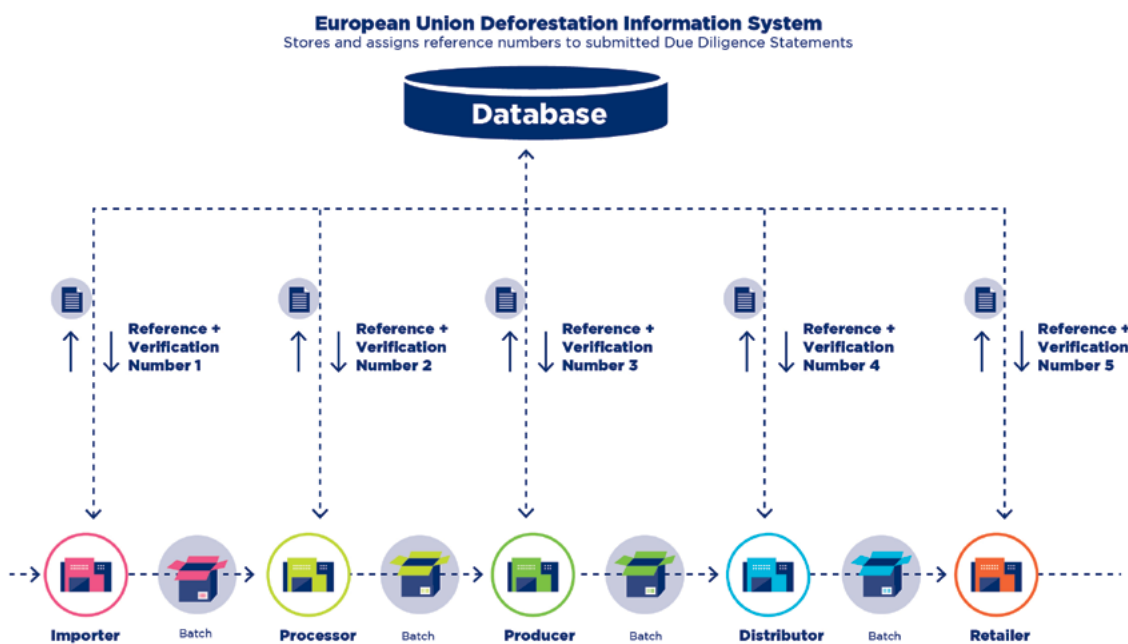 European Union Deforestation Information System
Stores and assigns reference numbers to submitted Due Diligence Statements
Database
Reference +
Verification
Number 1
Reference +
Verification
Number 2
Reference +
Verification
Number 3
Reference +
Verification
Number 4
Reference +
Verification
Number 5
Importer
Batch
Processor
Batch
Producer
Batch
Distributor
Batch
Retailer